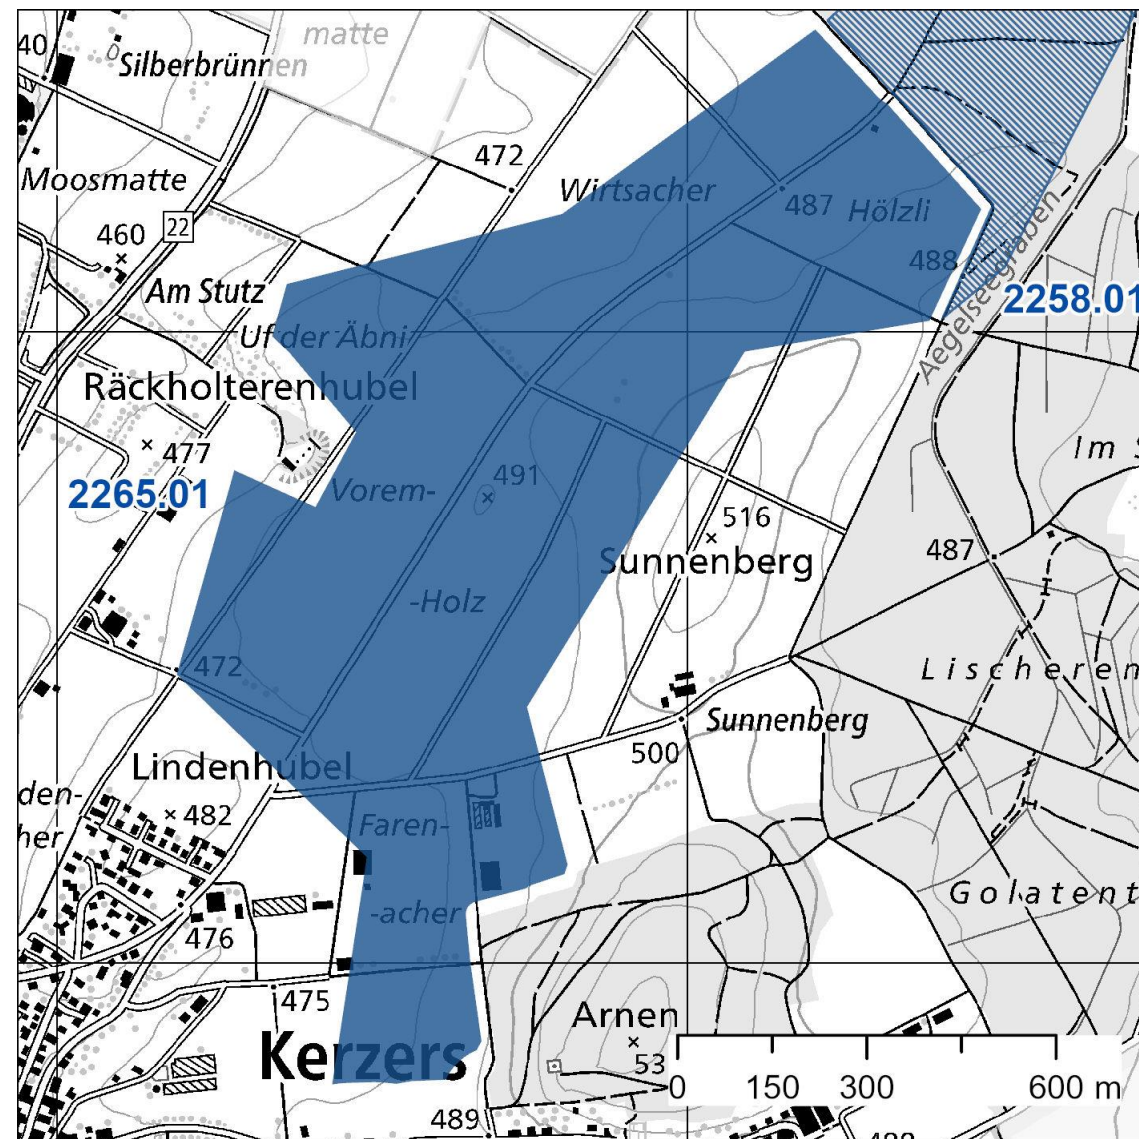 matte
40
Silberbrünnen
472
Moosmatte
Wirtsacher
487 Hölzli
22
460
488
Am Stutz
2258.01
Uf der Äbni
Aegelseegraben
Räckholterenhubel
477
Im S
2265.01
Vorem-
491
516
Sunnenberg
487
-Holz
472
Lischeren
Sunnenberg
500
Lindenhubel
den-
her
482
Faren-
Golatent
-acher
476
475
Arnen
Kerzers
53
0 150 300 600 m
489